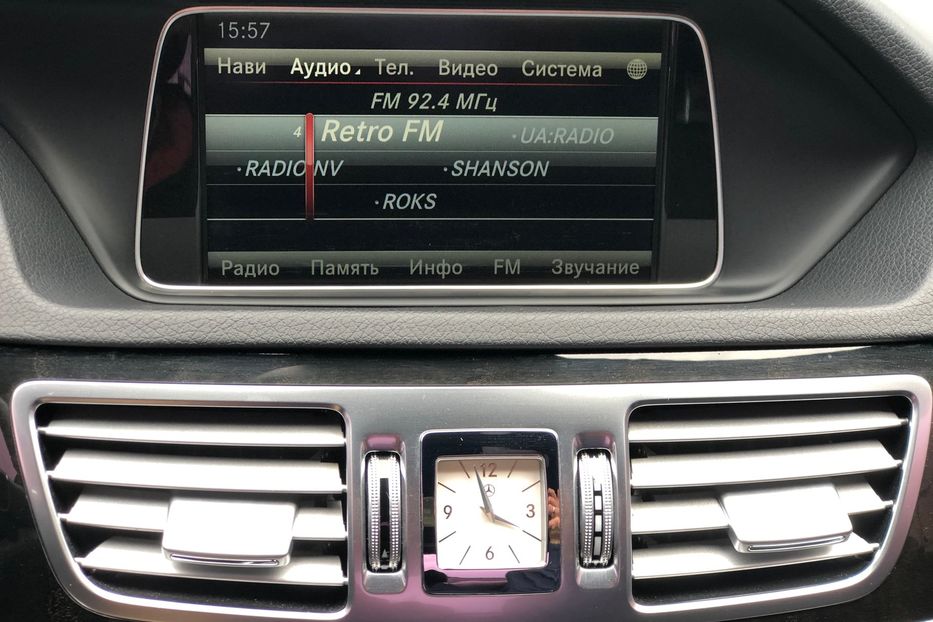 15:57
Нави Аудио Тел. Видео Система
FM 92.4 МГц
4 Retro FM ·UA:RADIO
·RADIO NV ·SHANSON
·ROKS
Радио Память Инфо FM Звучание
12
9 3
6